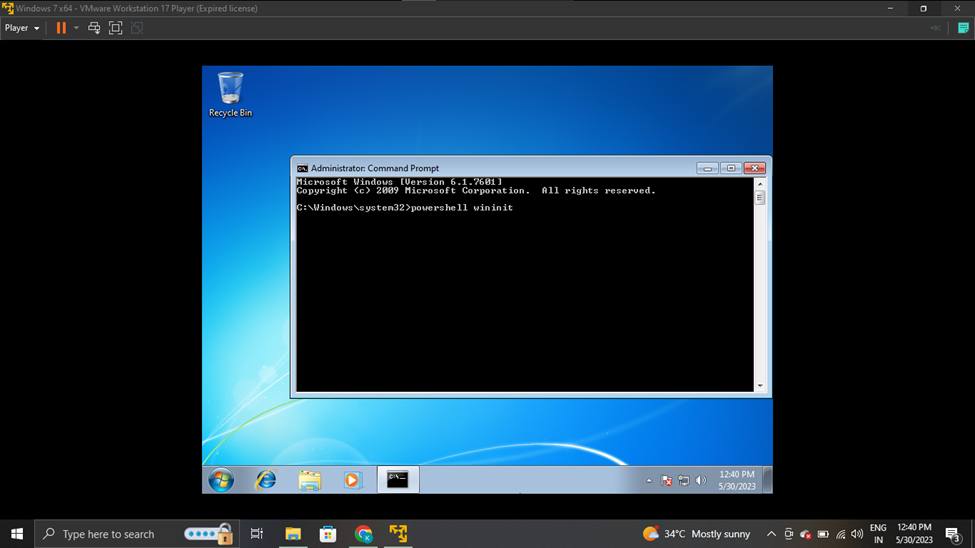 Windows 7 x64 - VMware Workstation 17 Player (Expired license)
Player
Recycle Bin
Administrator: Command Prompt
Microsoft Windows [Version 6.1.7601]
Copyright (c) 2009 Microsoft Corporation.  All rights reserved.
C:\Windows\system32>powershell wininit
12:40 PM
5/30/2023
Type here to search
34°C Mostly sunny
ENG
IN
12:40 PM
5/30/2023
3